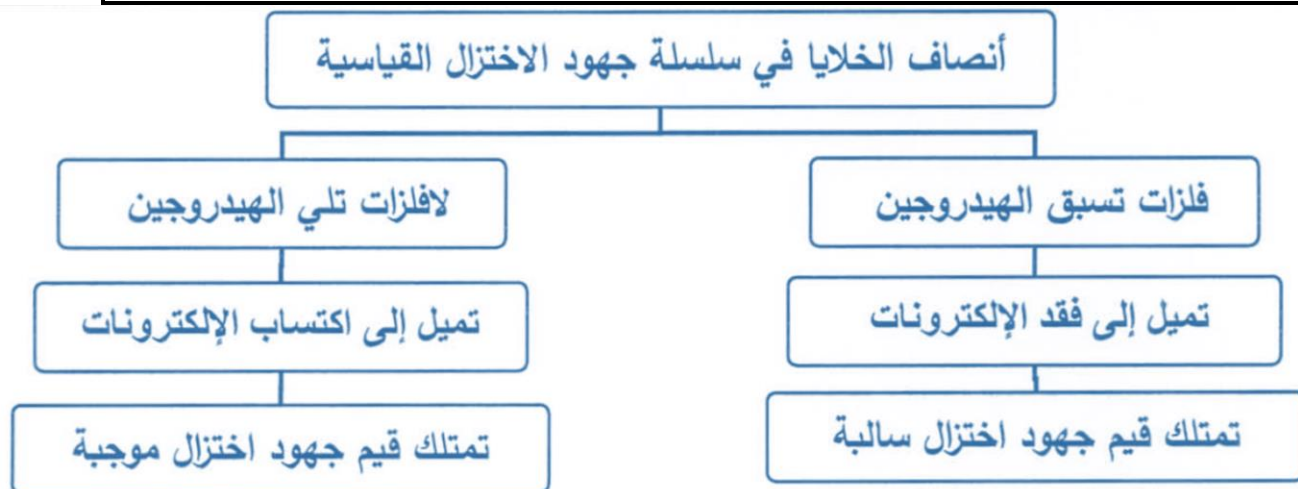 أنصاف الخلايا في سلسلة جهود الاختزال القياسية
فلزات تسبق الهيدروجين
تميل إلى فقد الإلكترونات
تمتلك قيم جهود اختزال سالبة
لافلزات تلي الهيدروجين
تميل إلى اكتساب الإلكترونات
تمتلك قيم جهود اختزال موجبة